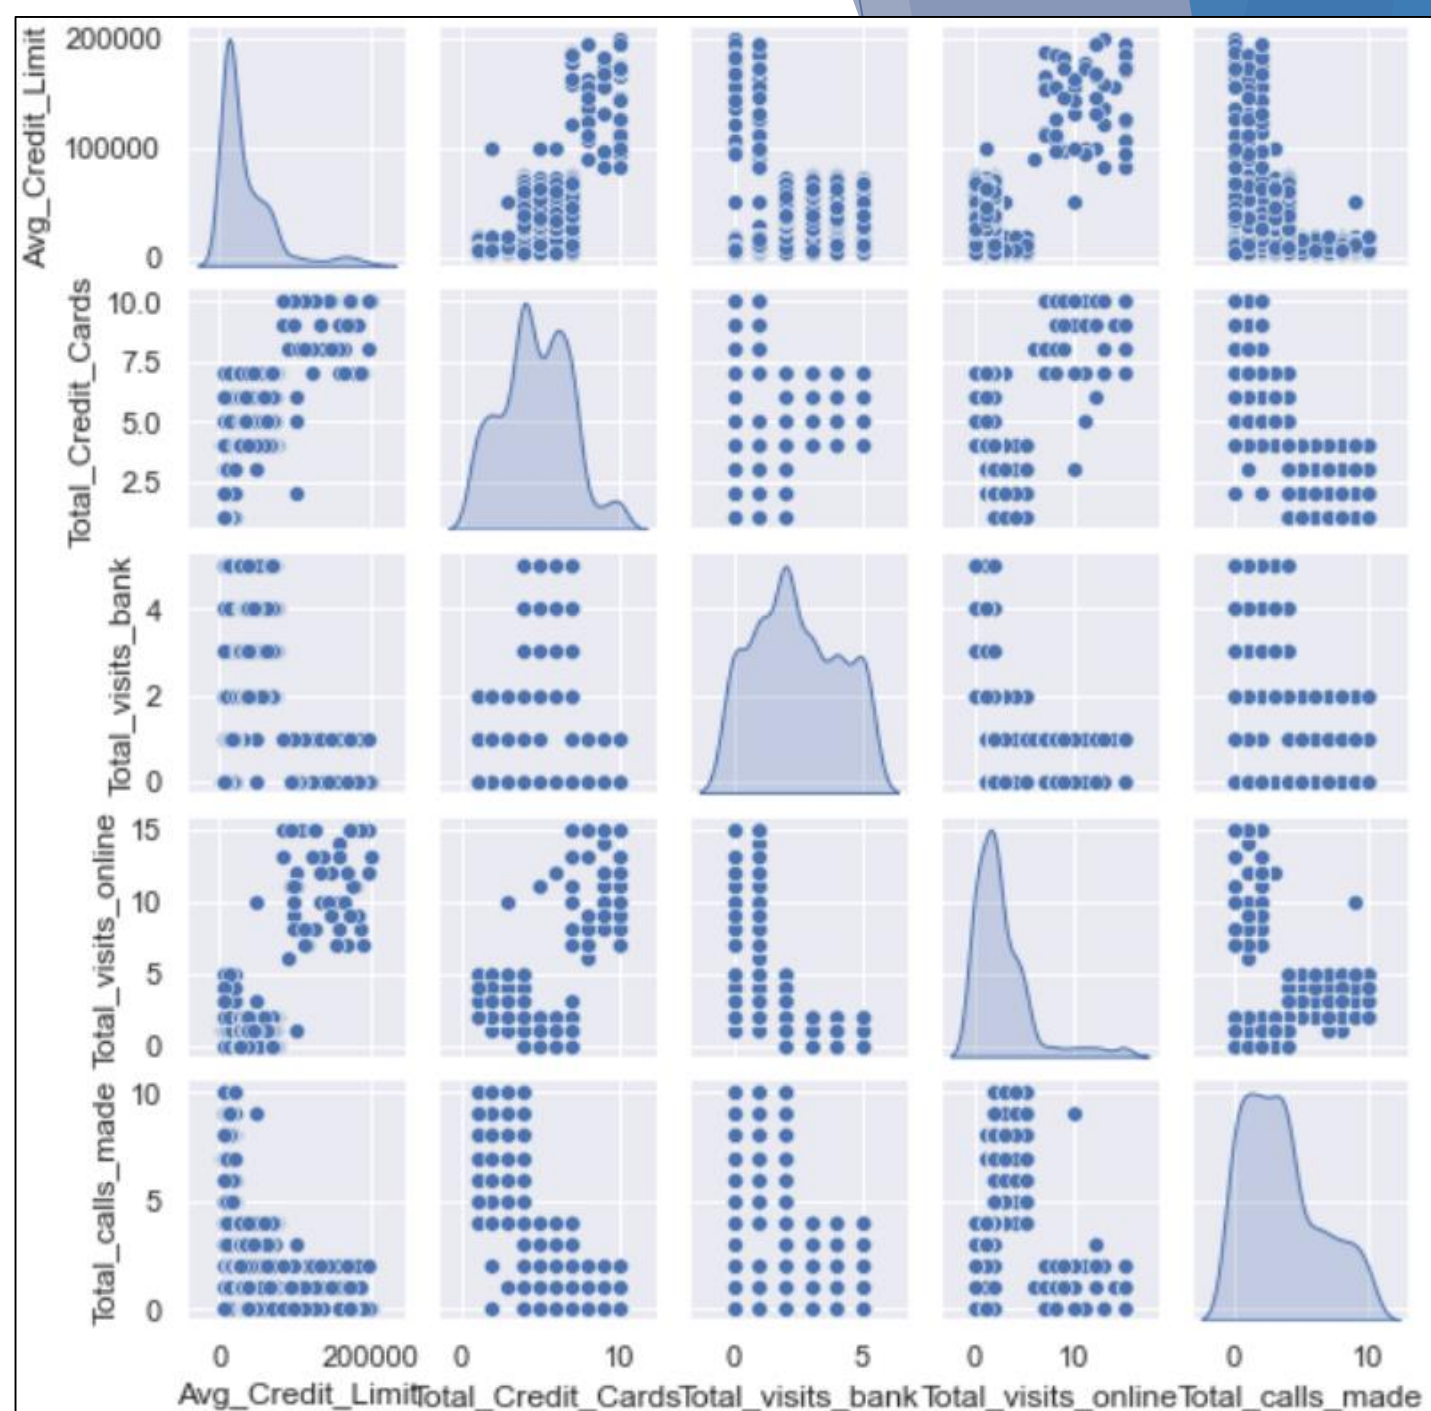 Avg_Credit_Limit
200000
100000
0
Total_Credit_Cards
10.0
7.5
5.0
2.5
Total_visits_bank
4
2
0
Total_visits_online
15
10
5
0
Total_calls_made
10
5
0
0 200000 0 10 0 5 0 10 0 10
Avg_Credit_Limit Total_Credit_Cards Total_visits_bank Total_visits_online Total_calls_made